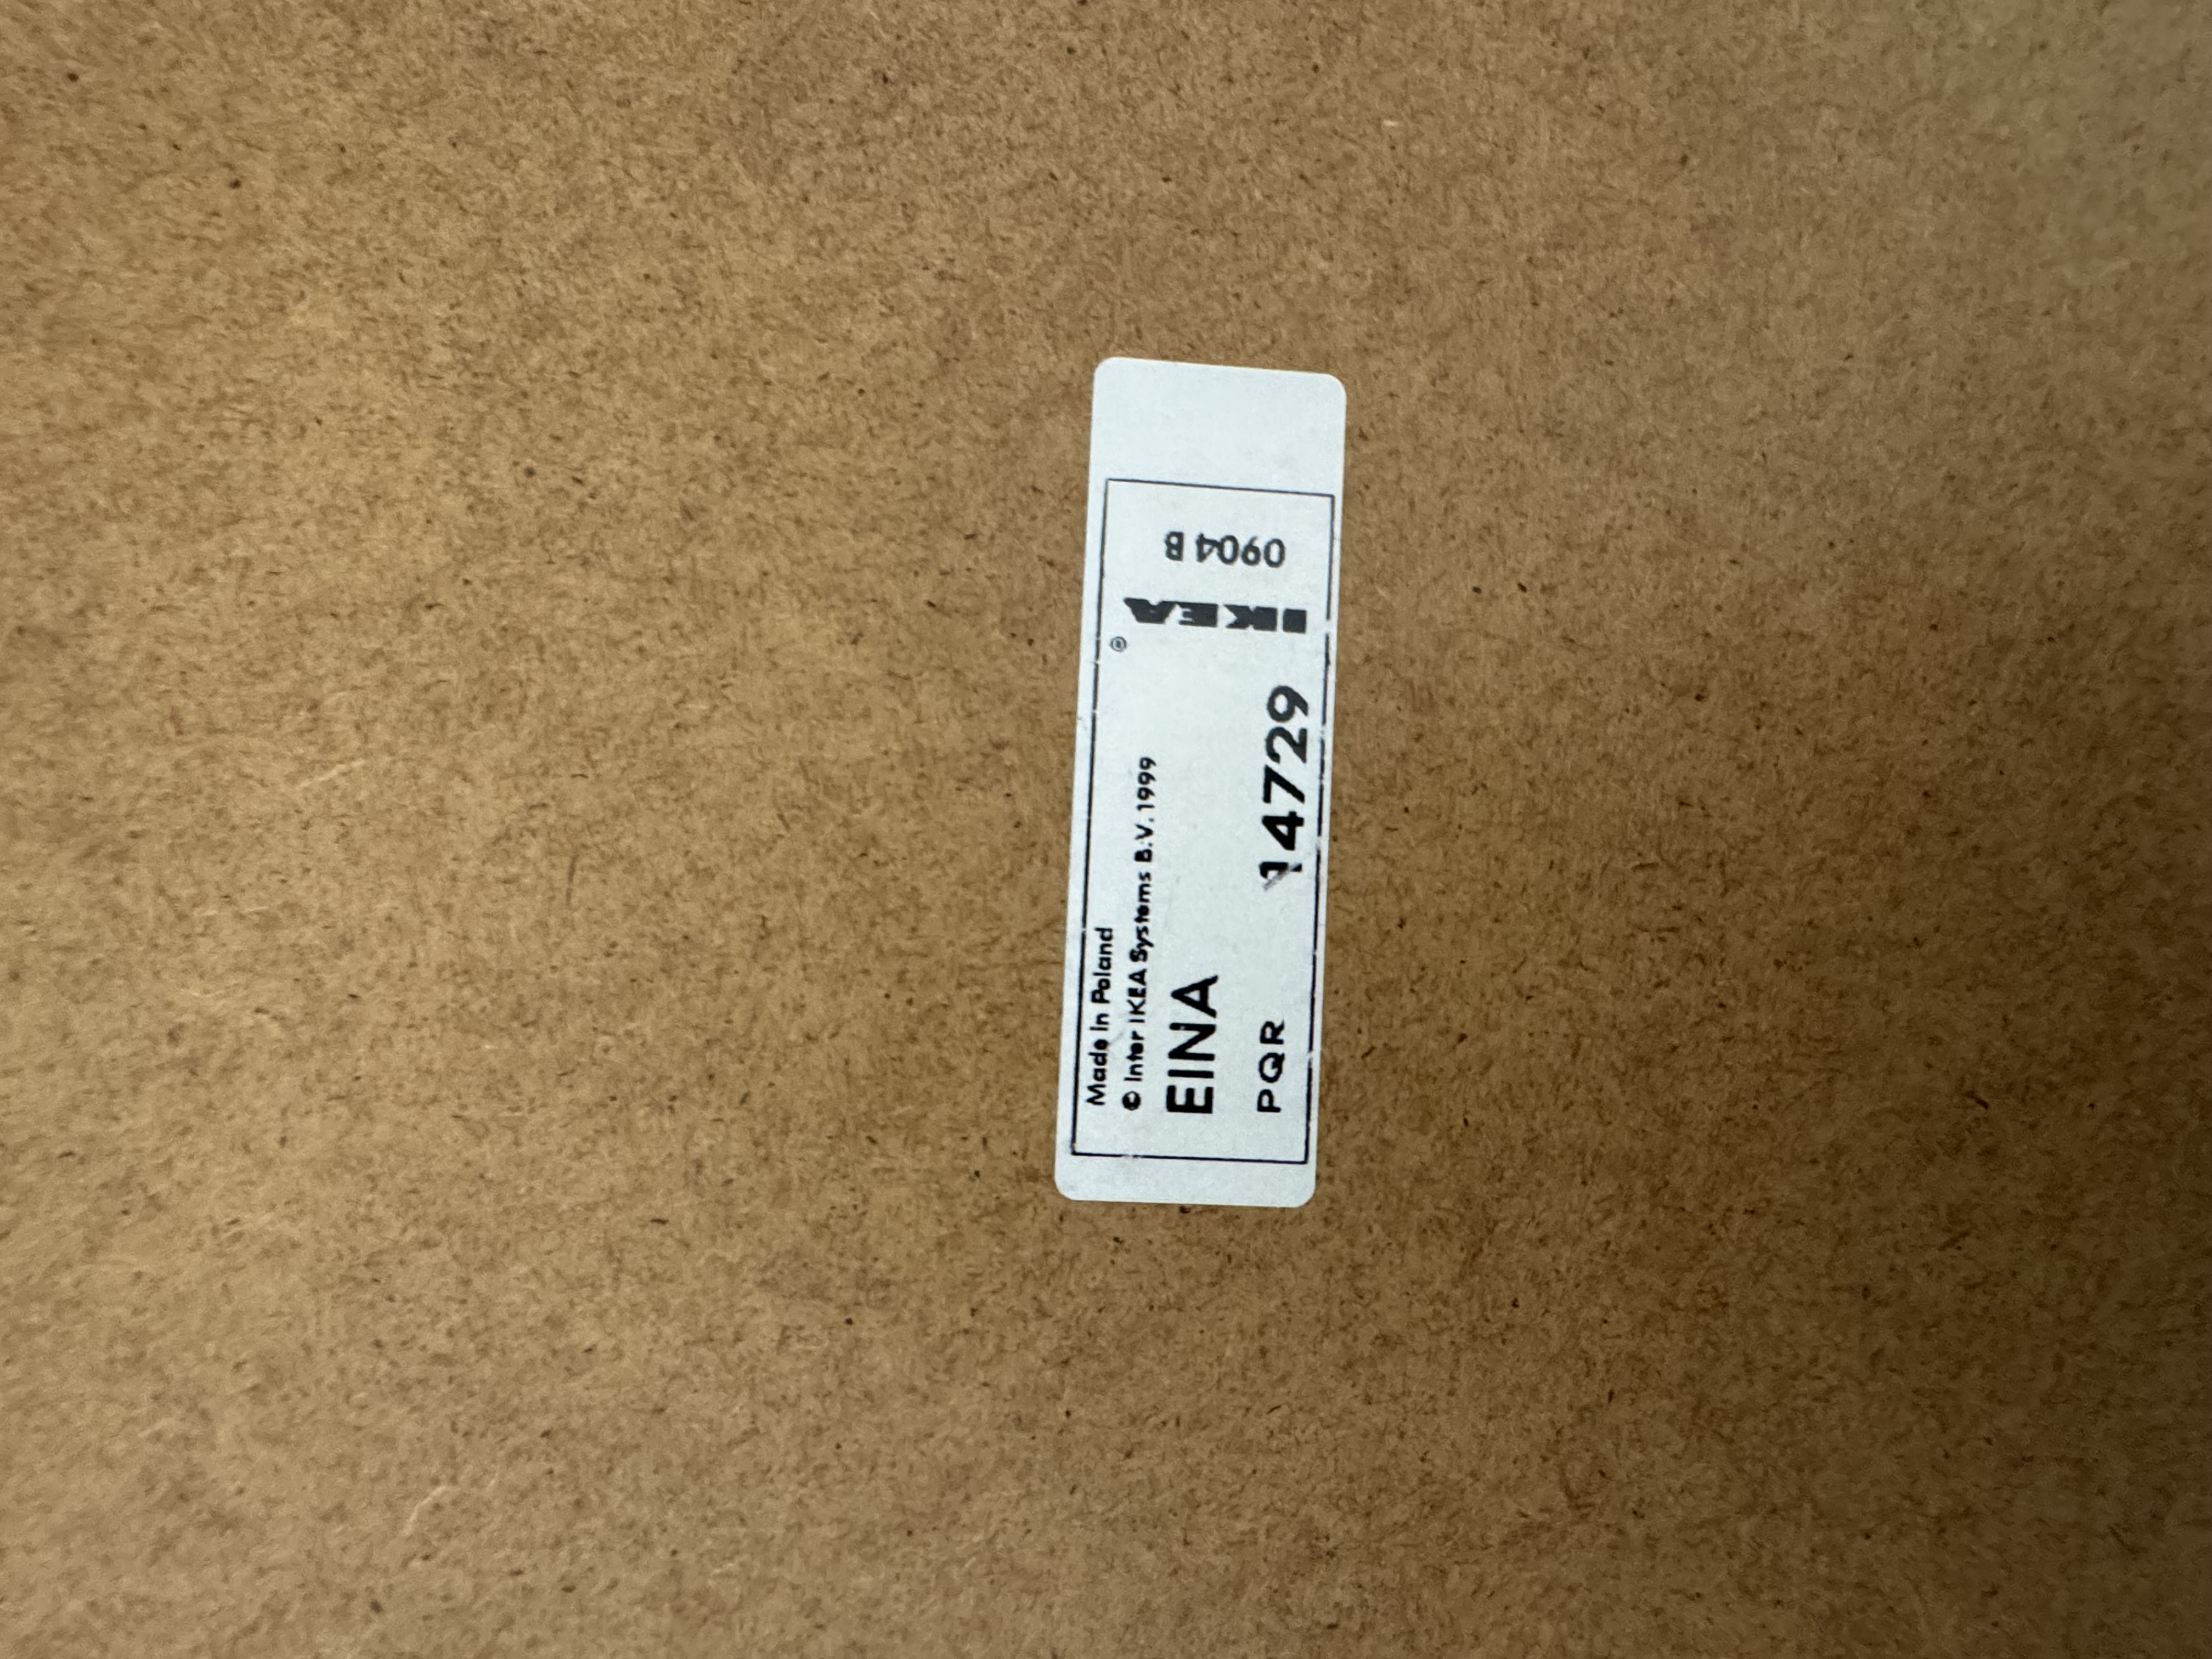 Made in Poland
© Inter IKEA Systems B.V. 1999
EINA
PQR 14729
IKEA ®
0904 B